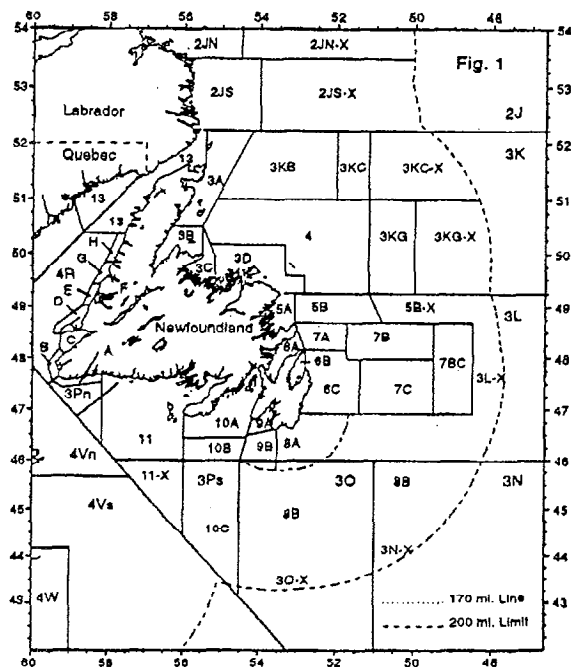 60 58 56 54 52 50 48
54 2JN 2JN-X 54
Fig. 1
53 2JS 2JS-X 53
Labrador
2J
52 52
Quebec 12 3K
3KB 3KC 3KC-X
3A
51 13 51
13
4 3KG 3KG-X
H 3B
50 G 3C 3D 50
4R
E F
49 5A 5B 5B-X 3L 49
D
Newfoundland 7A 7B
8A
48 B C A 6B 7BC 48
6C 7C 3L-X
3Pn
47 10A 9A 47
11
4Vn 10B 9B 8A
46 46
11-X 3Ps 3O 8B 3N
4Vs
45 8B 45
10-C
3N-X
44 44
3O-X
4W 170 mi. Line
43 200 mi. Limit 43
60 58 56 54 52 50 48